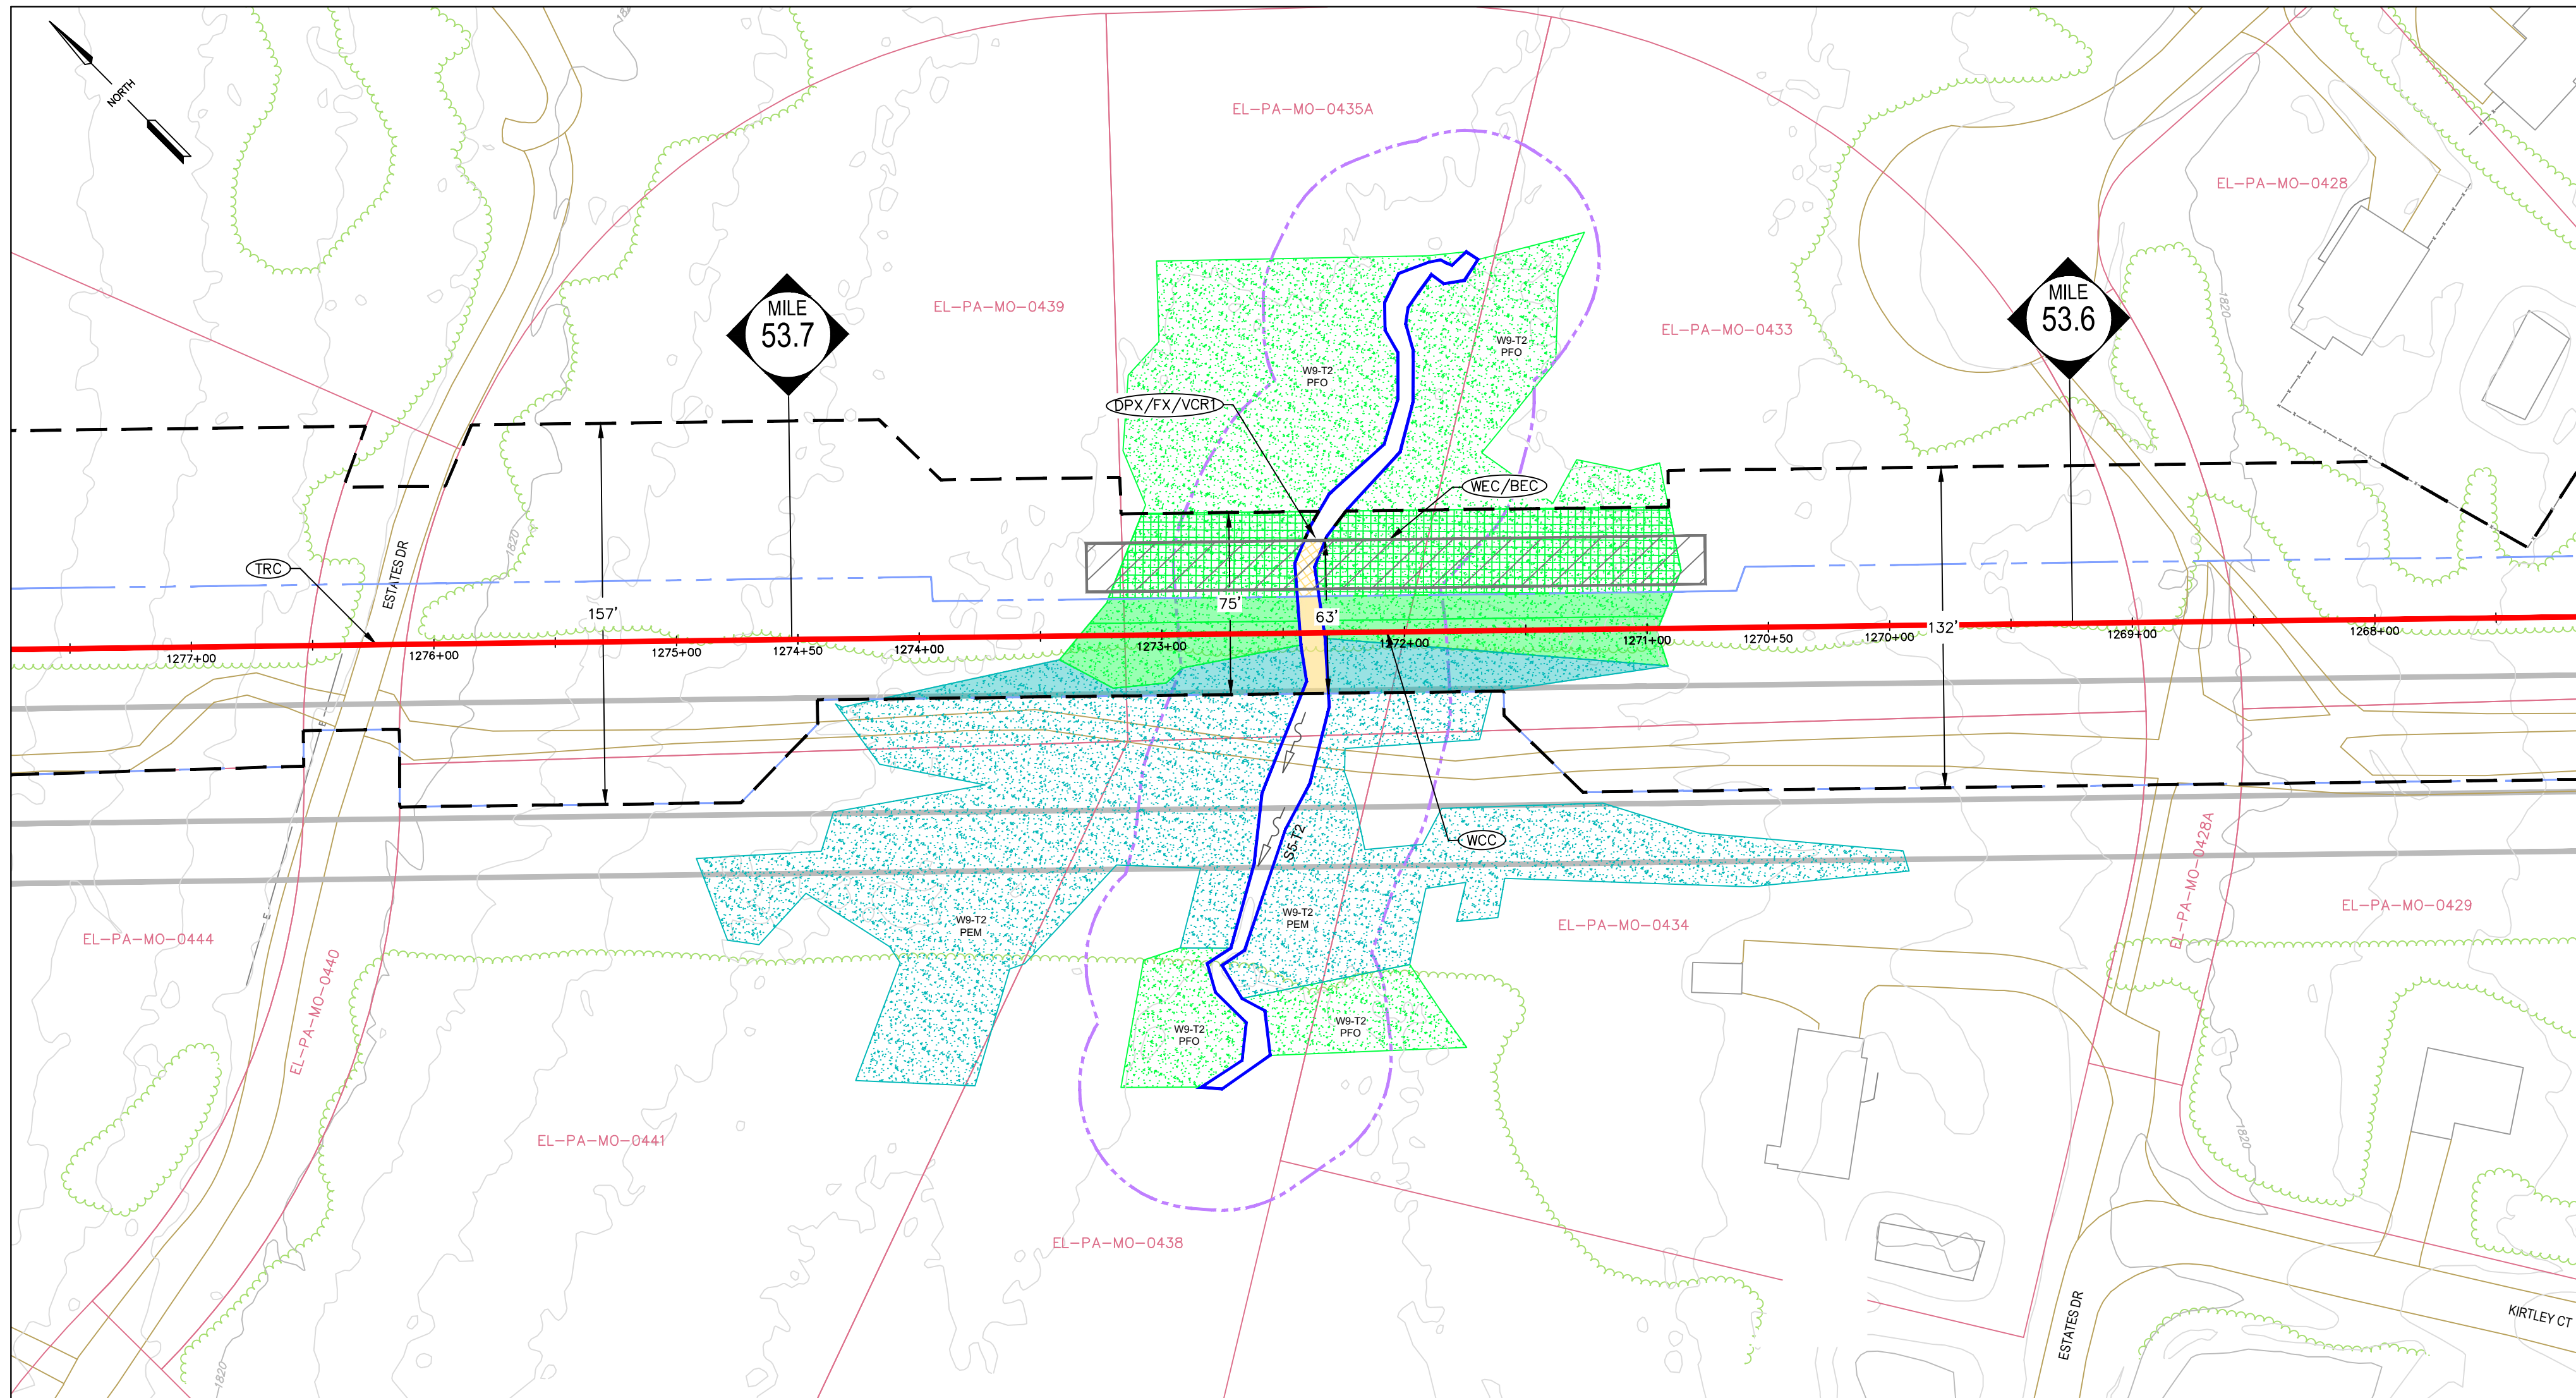 1820
NORTH
EL-PA-MO-0435A
EL-PA-MO-0428
EL-PA-MO-0439
MILE
53.7
EL-PA-MO-0433
MILE
53.6
1820
W9-T2
PFO
W9-T2
PFO
DPX/FX/VCR1
WEC/BEC
1820
TRC
ESTATES DR
157'
75'
63'
132'
1277+00
1276+00
1275+00
1274+50
1274+00
1273+00
1272+00
1271+00
1270+50
1270+00
1269+00
1268+00
E
S5-T2
WCC
E
W9-T2
PEM
W9-T2
PEM
EL-PA-MO-0444
EL-PA-MO-0440
EL-PA-MO-0434
EL-PA-MO-0428A
EL-PA-MO-0429
W9-T2
PFO
W9-T2
PFO
EL-PA-MO-0441
1820
EL-PA-MO-0438
ESTATES DR
KIRTLEY CT
1820